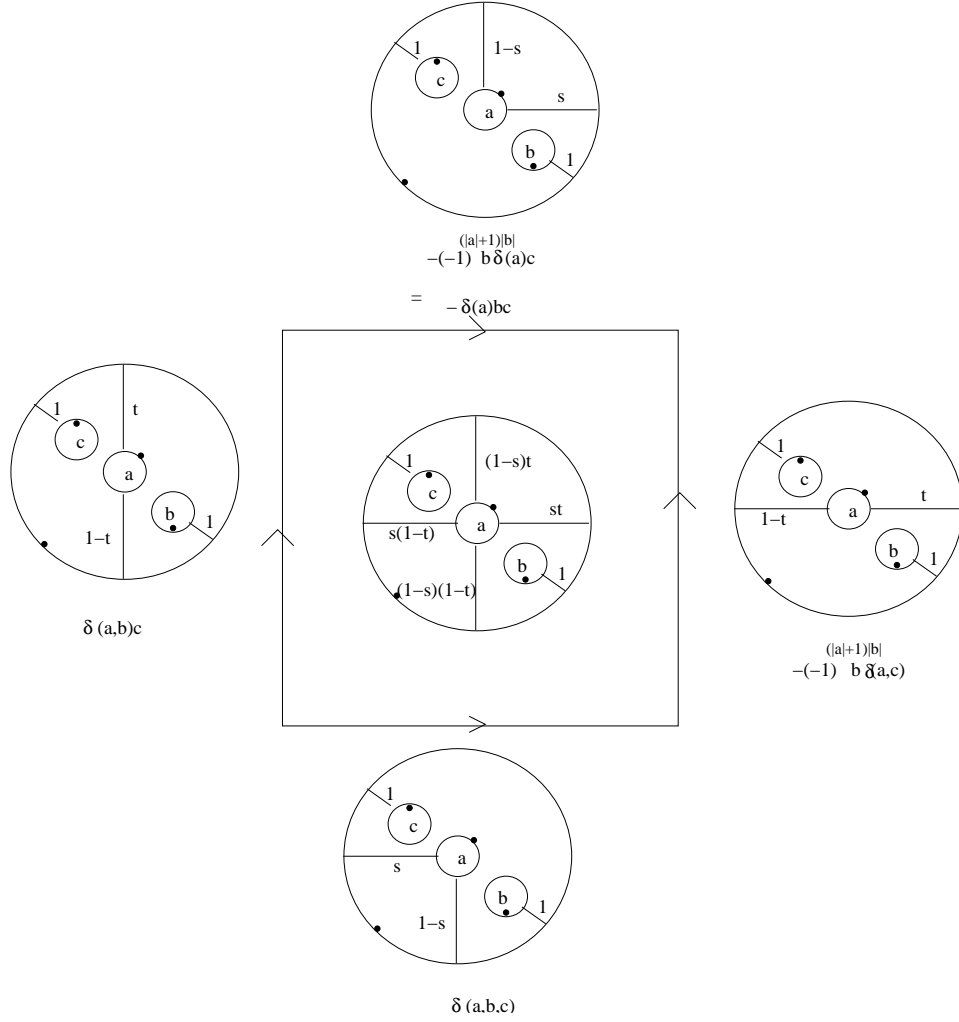 1
1–s
c
a
s
b
1
(|a|+1)|b|
–(–1) b δ(a)c
= – δ(a)bc
1
t
c
a
b
1
1–t
δ (a,b)c
1
(1–s)t
c
a
st
s(1–t)
b
1
(1–s)(1–t)
1
c
t
1–t
a
b
1
(|a|+1)|b|
–(–1) b δ(a,c)
1
c
a
s
b
1
1–s
δ (a,b,c)